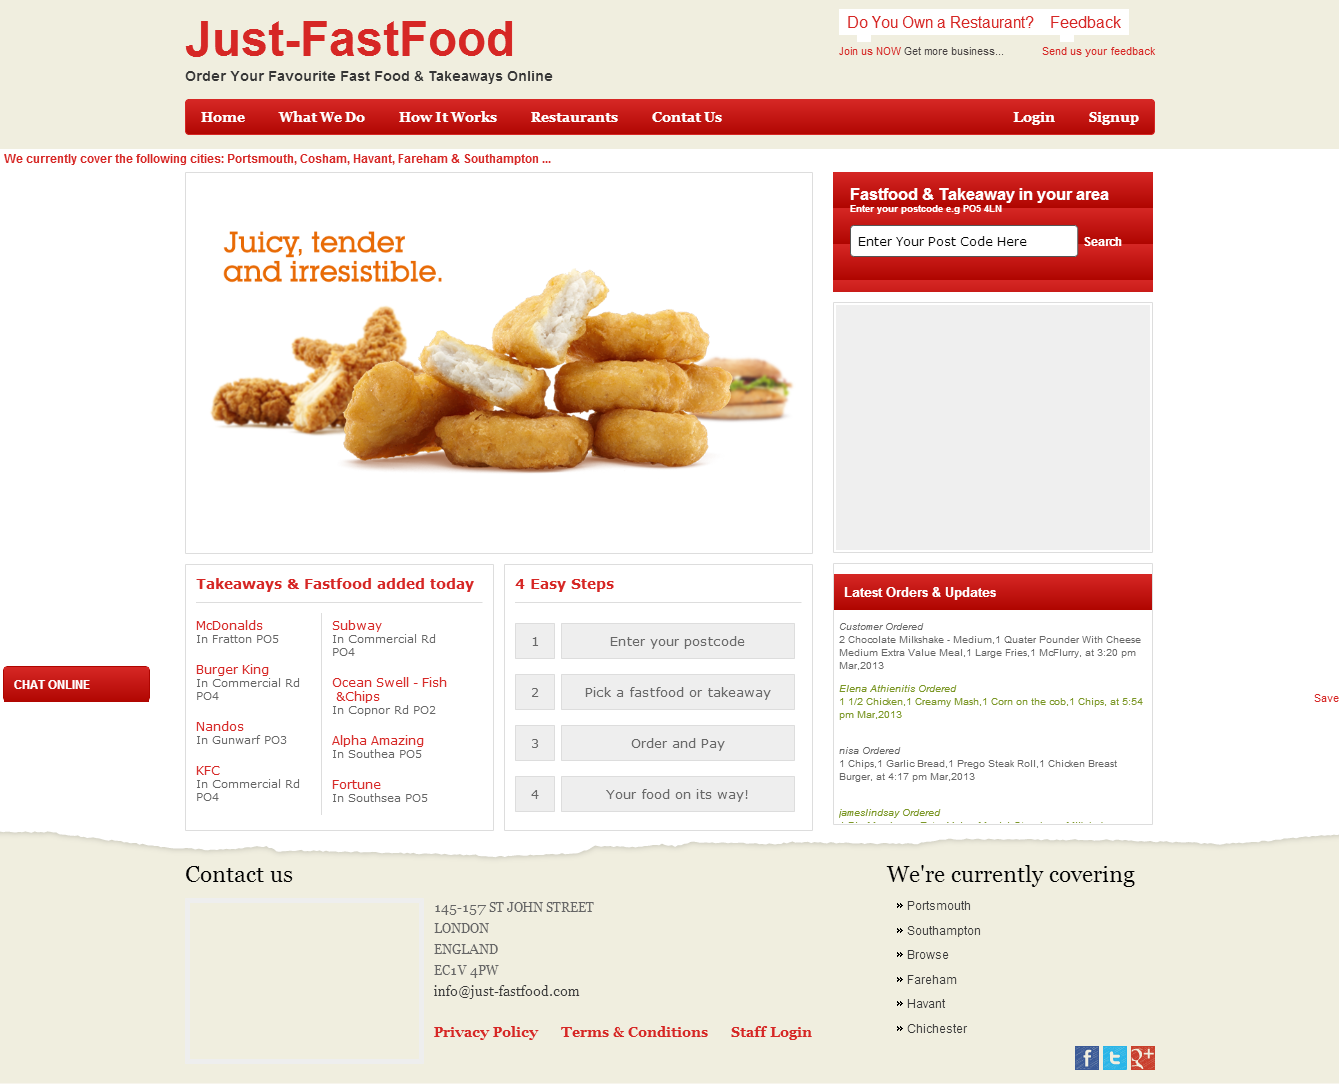 Just-FastFood
Order Your Favourite Fast Food & Takeaways Online
Do You Own a Restaurant? Feedback
Join us NOW Get more business... Send us your feedback
Home What We Do How It Works Restaurants Contat Us Login Signup
We currently cover the following cities: Portsmouth, Cosham, Havant, Fareham & Southampton ...
Juicy, tender
and irresistible.
Fastfood & Takeaway in your area
Enter your postcode e.g PO5 4LN
Enter Your Post Code Here Search
Takeaways & Fastfood added today
McDonalds
In Fratton PO5
Burger King
In Commercial Rd
PO4
Nandos
In Gunwarf PO3
KFC
In Commercial Rd
PO4
Subway
In Commercial Rd
PO4
Ocean Swell - Fish
&Chips
In Copnor Rd PO2
Alpha Amazing
In Southea PO5
Fortune
In Southsea PO5
4 Easy Steps
1 Enter your postcode
2 Pick a fastfood or takeaway
3 Order and Pay
4 Your food on its way!
Latest Orders & Updates
Customer Ordered
2 Chocolate Milkshake - Medium,1 Quater Pounder With Cheese
Medium Extra Value Meal,1 Large Fries,1 McFlurry, at 3:20 pm
Mar,2013
Elena Athienitis Ordered
1 1/2 Chicken,1 Creamy Mash,1 Corn on the cob,1 Chips, at 5:54
pm Mar,2013
nisa Ordered
1 Chips,1 Garlic Bread,1 Prego Steak Roll,1 Chicken Breast
Burger, at 4:17 pm Mar,2013
jameslindsay Ordered
CHAT ONLINE
Save
Contact us
145-157 ST JOHN STREET
LONDON
ENGLAND
EC1V 4PW
info@just-fastfood.com
Privacy Policy Terms & Conditions Staff Login
We're currently covering
Portsmouth
Southampton
Browse
Fareham
Havant
Chichester